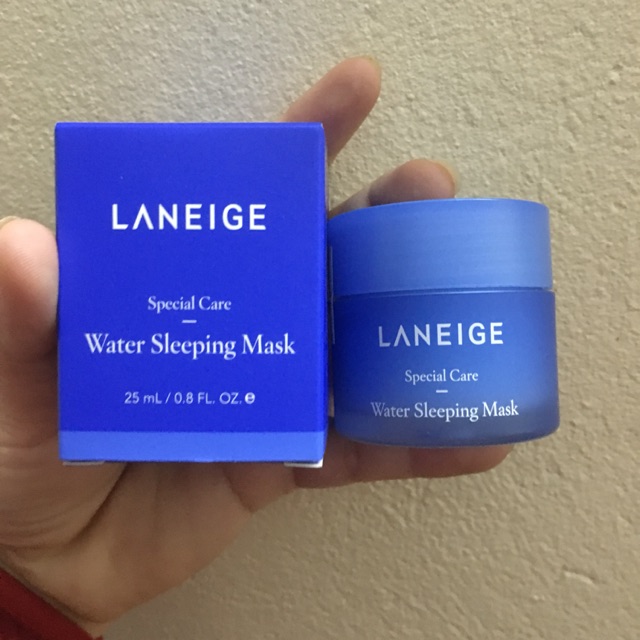 LANEIGE
Special Care
Water Sleeping Mask
25 mL / 0.8 FL. OZ. ℮
LANEIGE
Special Care
Water Sleeping Mask